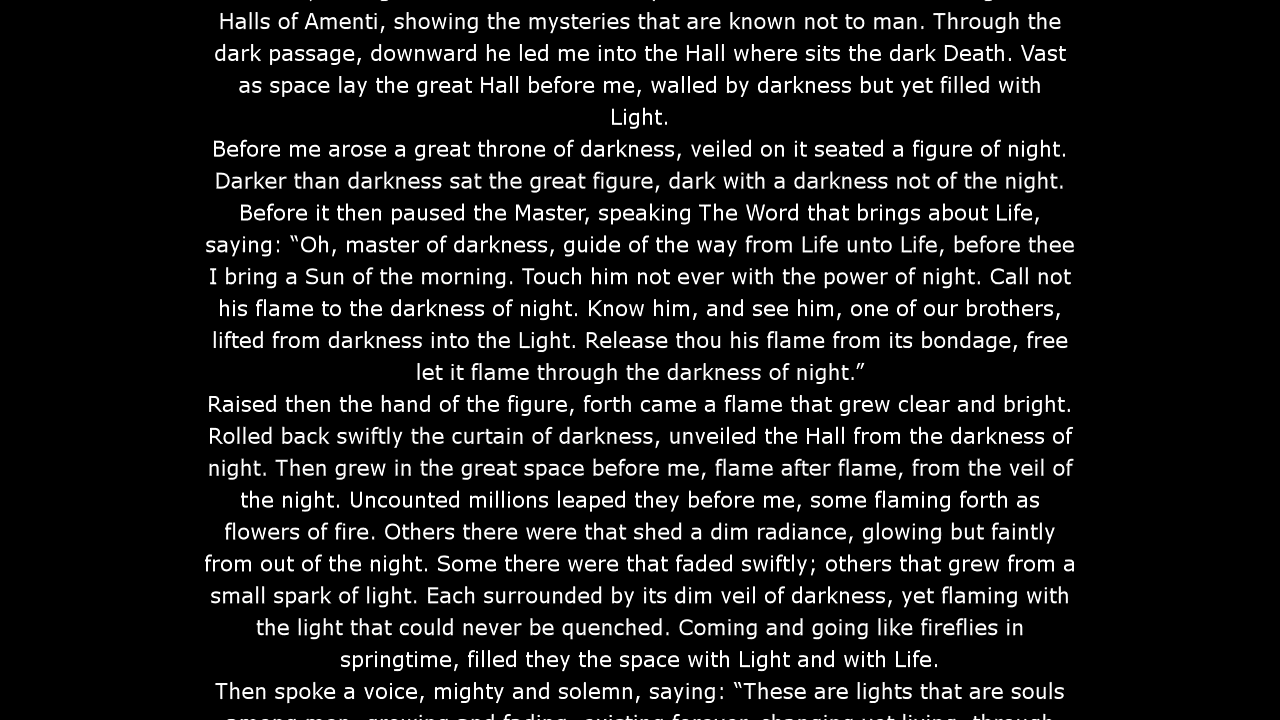 Halls of Amenti, showing the mysteries that are known not to man. Through the
dark passage, downward he led me into the Hall where sits the dark Death. Vast
as space lay the great Hall before me, walled by darkness but yet filled with
Light.
Before me arose a great throne of darkness, veiled on it seated a figure of night.
Darker than darkness sat the great figure, dark with a darkness not of the night.
Before it then paused the Master, speaking The Word that brings about Life,
saying: “Oh, master of darkness, guide of the way from Life unto Life, before thee
I bring a Sun of the morning. Touch him not ever with the power of night. Call not
his flame to the darkness of night. Know him, and see him, one of our brothers,
lifted from darkness into the Light. Release thou his flame from its bondage, free
let it flame through the darkness of night.”
Raised then the hand of the figure, forth came a flame that grew clear and bright.
Rolled back swiftly the curtain of darkness, unveiled the Hall from the darkness of
night. Then grew in the great space before me, flame after flame, from the veil of
the night. Uncounted millions leaped they before me, some flaming forth as
flowers of fire. Others there were that shed a dim radiance, glowing but faintly
from out of the night. Some there were that faded swiftly; others that grew from a
small spark of light. Each surrounded by its dim veil of darkness, yet flaming with
the light that could never be quenched. Coming and going like fireflies in
springtime, filled they the space with Light and with Life.
Then spoke a voice, mighty and solemn, saying: “These are lights that are souls
among men, growing and fading, existing forever, changing yet living, through